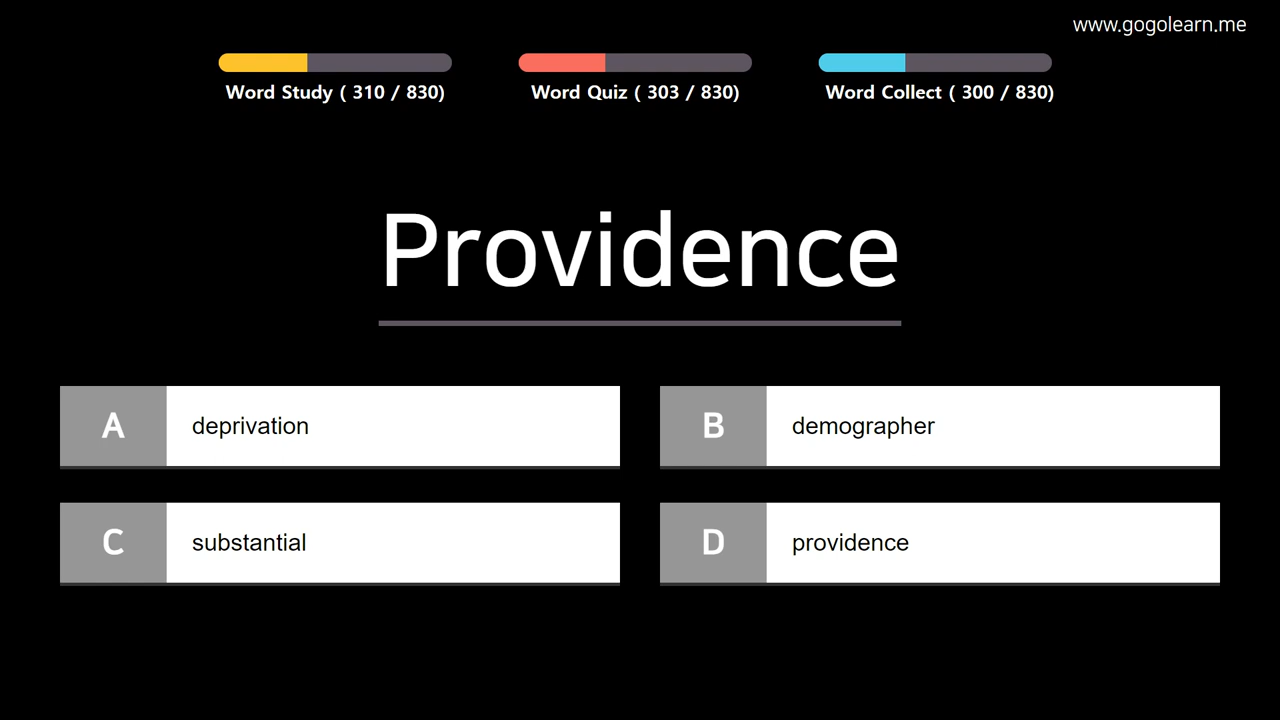 www.gogolearn.me
Word Study ( 310 / 830)
Word Quiz ( 303 / 830)
Word Collect ( 300 / 830)
Providence
A deprivation
B demographer
C substantial
D providence